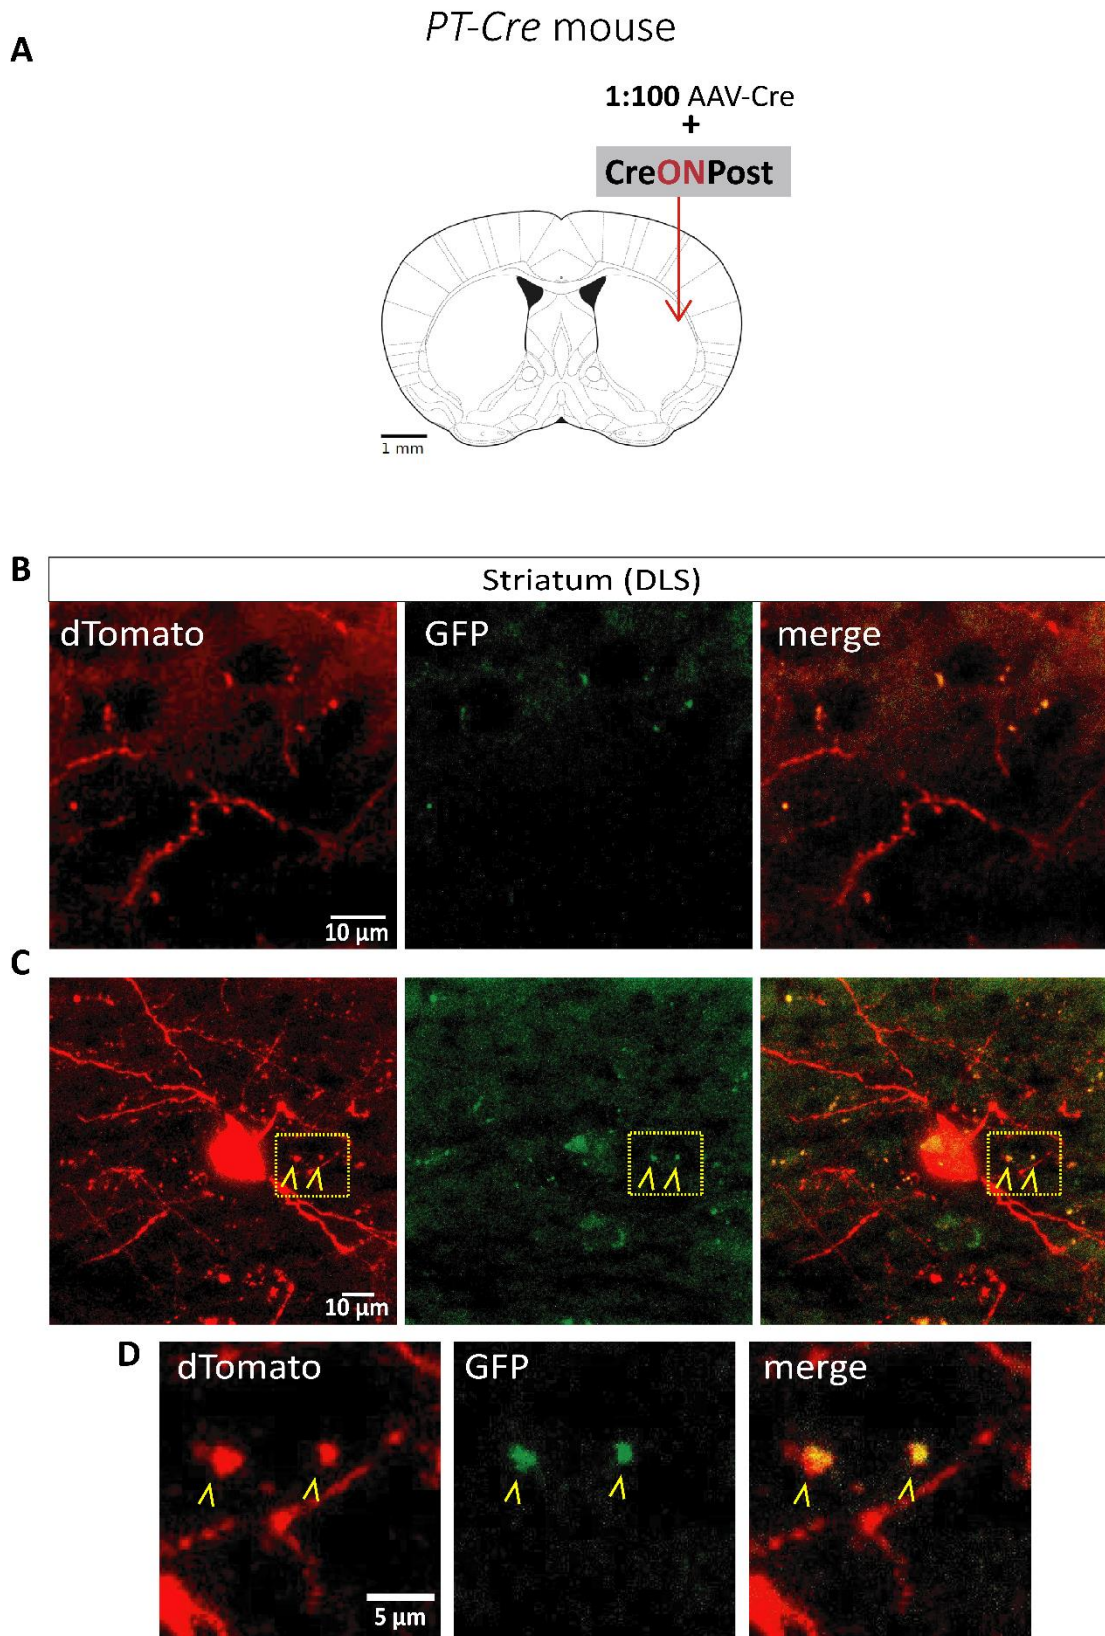 PT-Cre mouse
A
1:100 AAV-Cre
+
CreONPost
1 mm
B
Striatum (DLS)
dTomato GFP merge
10 µm
C
10 µm
D
dTomato GFP merge
5 µm